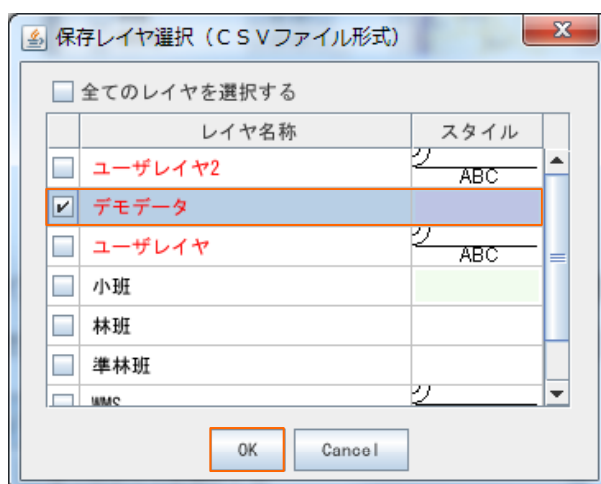 保存レイヤ選択（ＣＳＶファイル形式）
全てのレイヤを選択する
レイヤ名称 スタイル
ユーザレイヤ2 ABC
デモデータ
ユーザレイヤ ABC
小班
林班
準林班
WMS
OK Cancel